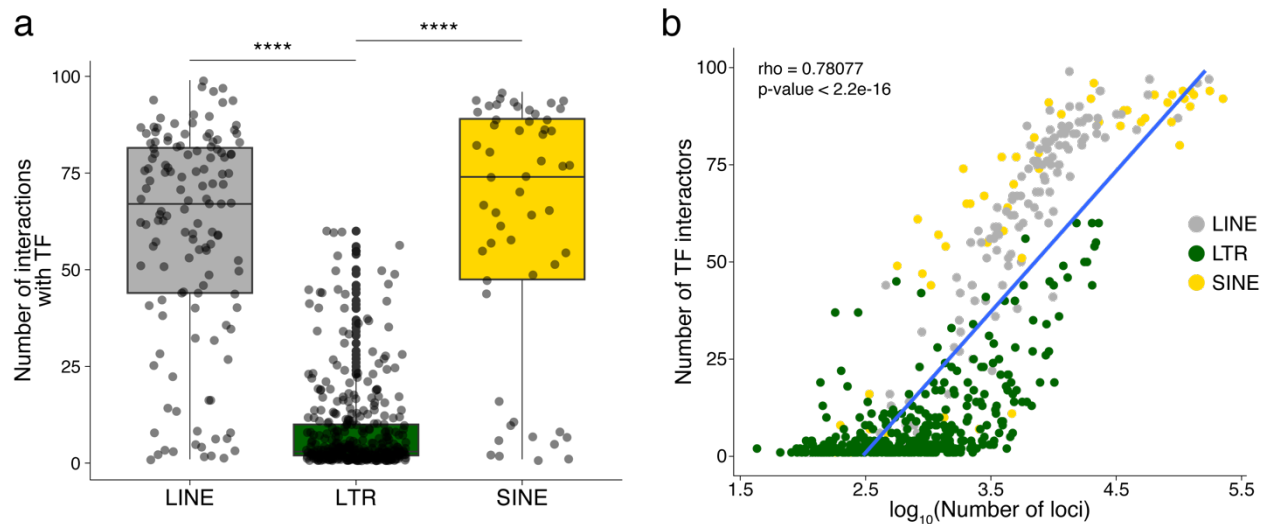 a
****
****
Number of interactions
with TF
100
75
50
25
0
LINE
LTR
SINE
b
rho = 0.78077
p-value < 2.2e-16
Number of TF interactors
100
75
50
25
0
1.5
2.5
3.5
4.5
5.5
log10(Number of loci)
LINE
LTR
SINE